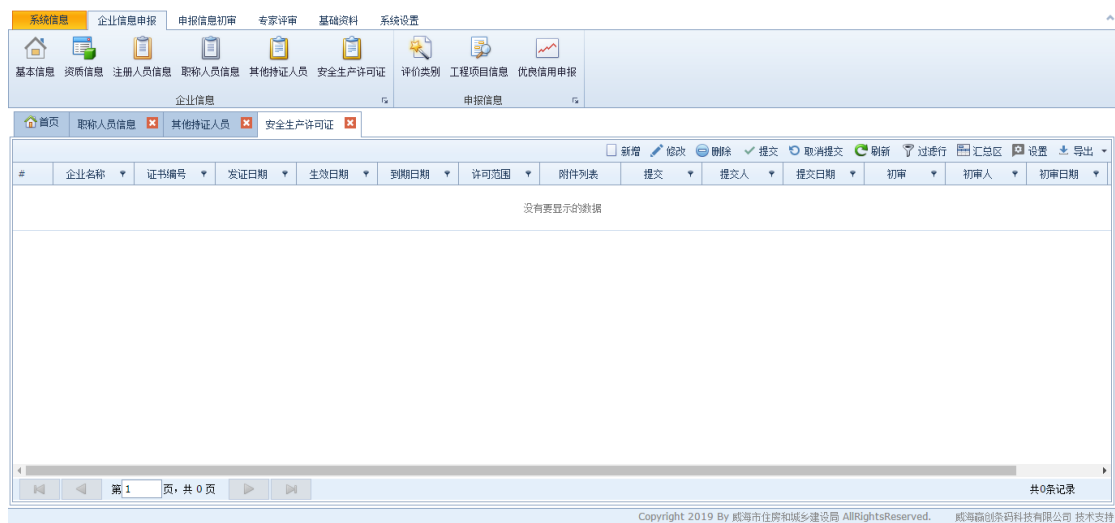 系统信息 企业信息申报 申报信息初审 专家评审 基础资料 系统设置
基本信息 资质信息 注册人员信息 职称人员信息 其他持证人员 安全生产许可证 评价类别 工程项目信息 优良信用申报
企业信息 申报信息
首页 职称人员信息 其他持证人员 安全生产许可证
新增 修改 删除 提交 取消提交 刷新 过滤行 汇总区 设置 导出
# 企业名称 证书编号 发证日期 生效日期 到期日期 许可范围 附件列表 提交 提交人 提交日期 初审 初审人 初审日期
没有要显示的数据
第 1 页，共 0 页 共0条记录
Copyright 2019 By 威海市住房和城乡建设局 AllRightsReserved. 威海赢创条码科技有限公司 技术支持